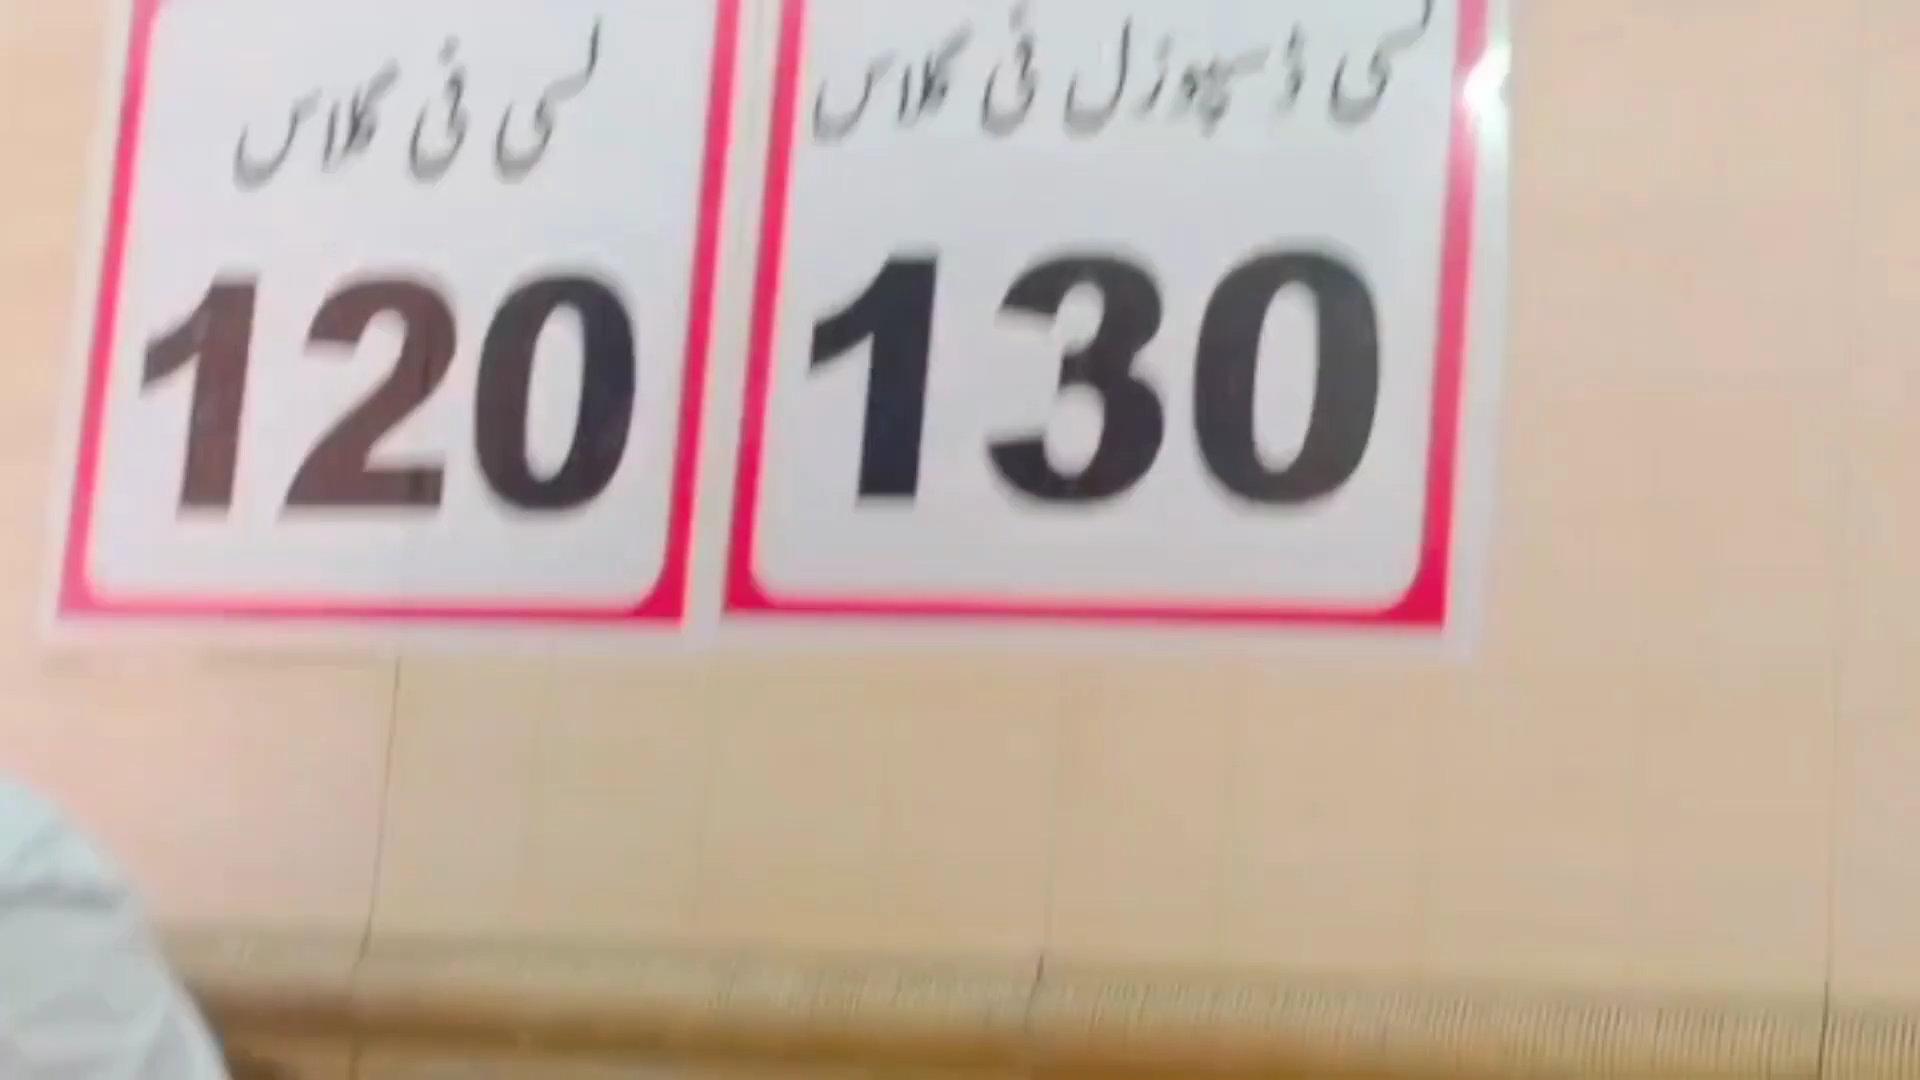 لسی ڈسپوزل فی گلاس
130
لسی فی گلاس
120